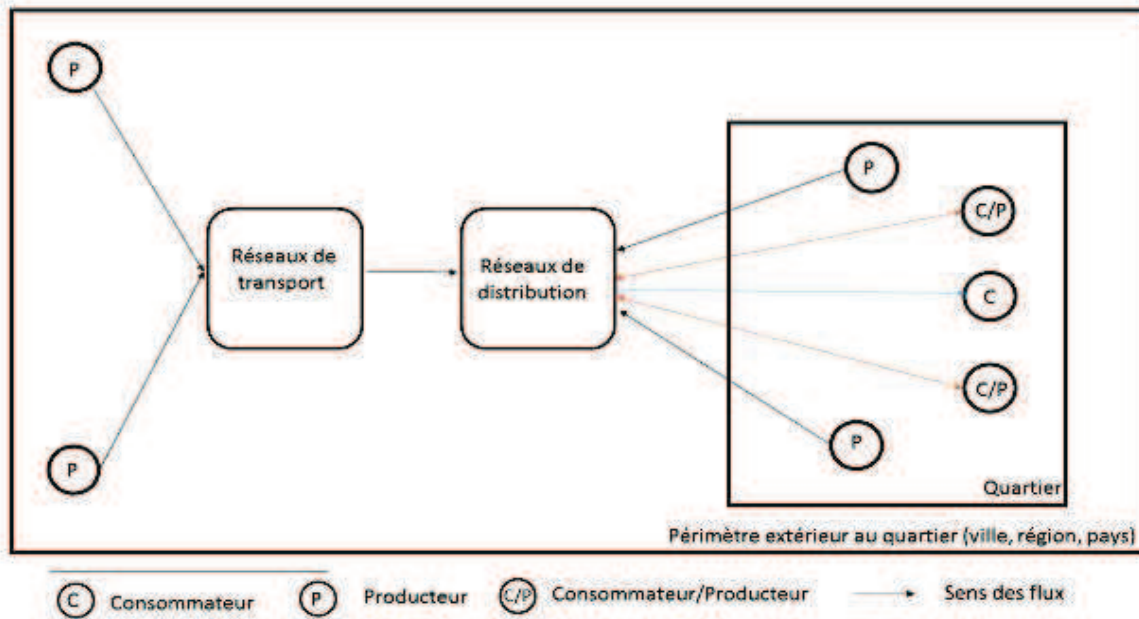 P
P
C/P
Réseaux de
transport
Réseaux de
distribution
C
C/P
P
P
Quartier
Périmètre extérieur au quartier (ville, région, pays)
C Consommateur
P Producteur
C/P Consommateur/Producteur
Sens des flux